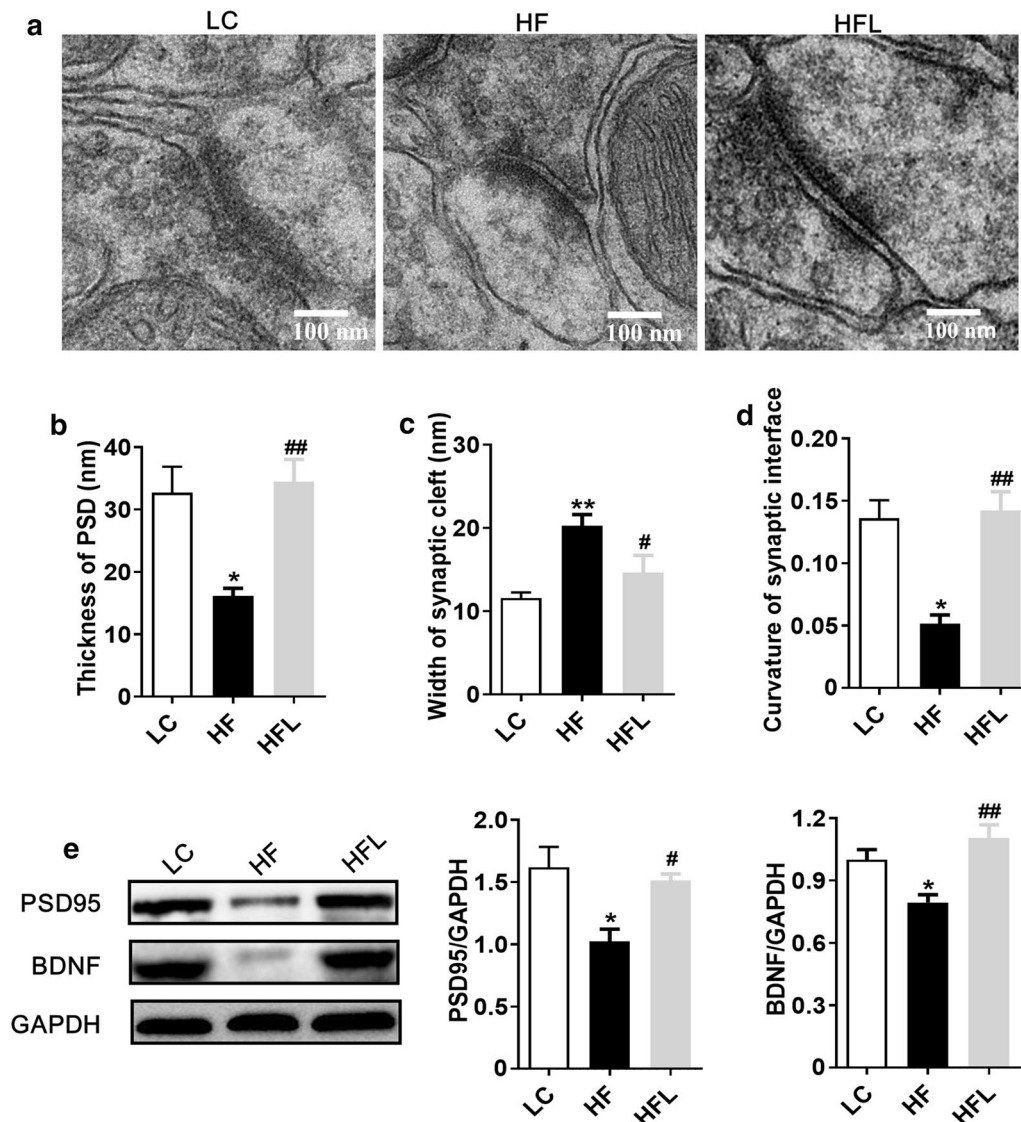 a
LC HF HFL
100 nm 100 nm 100 nm
b
Thickness of PSD (nm)
40
30
20
10
0
*
##
LC HF HFL
c
Width of synaptic cleft (nm)
30
20
10
0
**
#
LC HF HFL
d
Curvature of synaptic interface
0.20
0.15
0.10
0.05
0
*
##
LC HF HFL
e
LC HF HFL
PSD95
BDNF
GAPDH
PSD95/GAPDH
2.0
1.5
1.0
0.5
0
*
#
LC HF HFL
BDNF/GAPDH
1.2
0.9
0.6
0.3
0
*
##
LC HF HFL